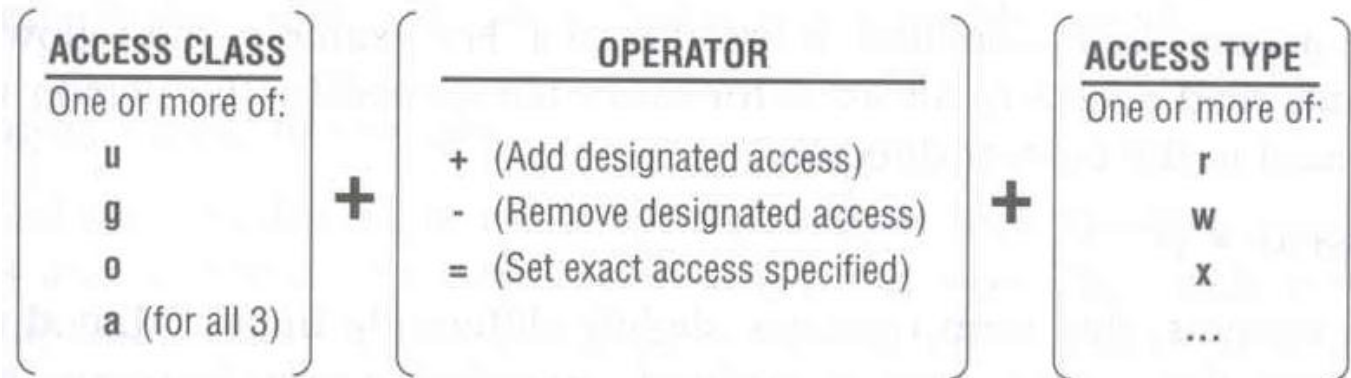 ACCESS CLASS
One or more of:
u
g
o
a (for all 3)
+
OPERATOR
+ (Add designated access)
- (Remove designated access)
= (Set exact access specified)
+
ACCESS TYPE
One or more of:
r
w
x
...